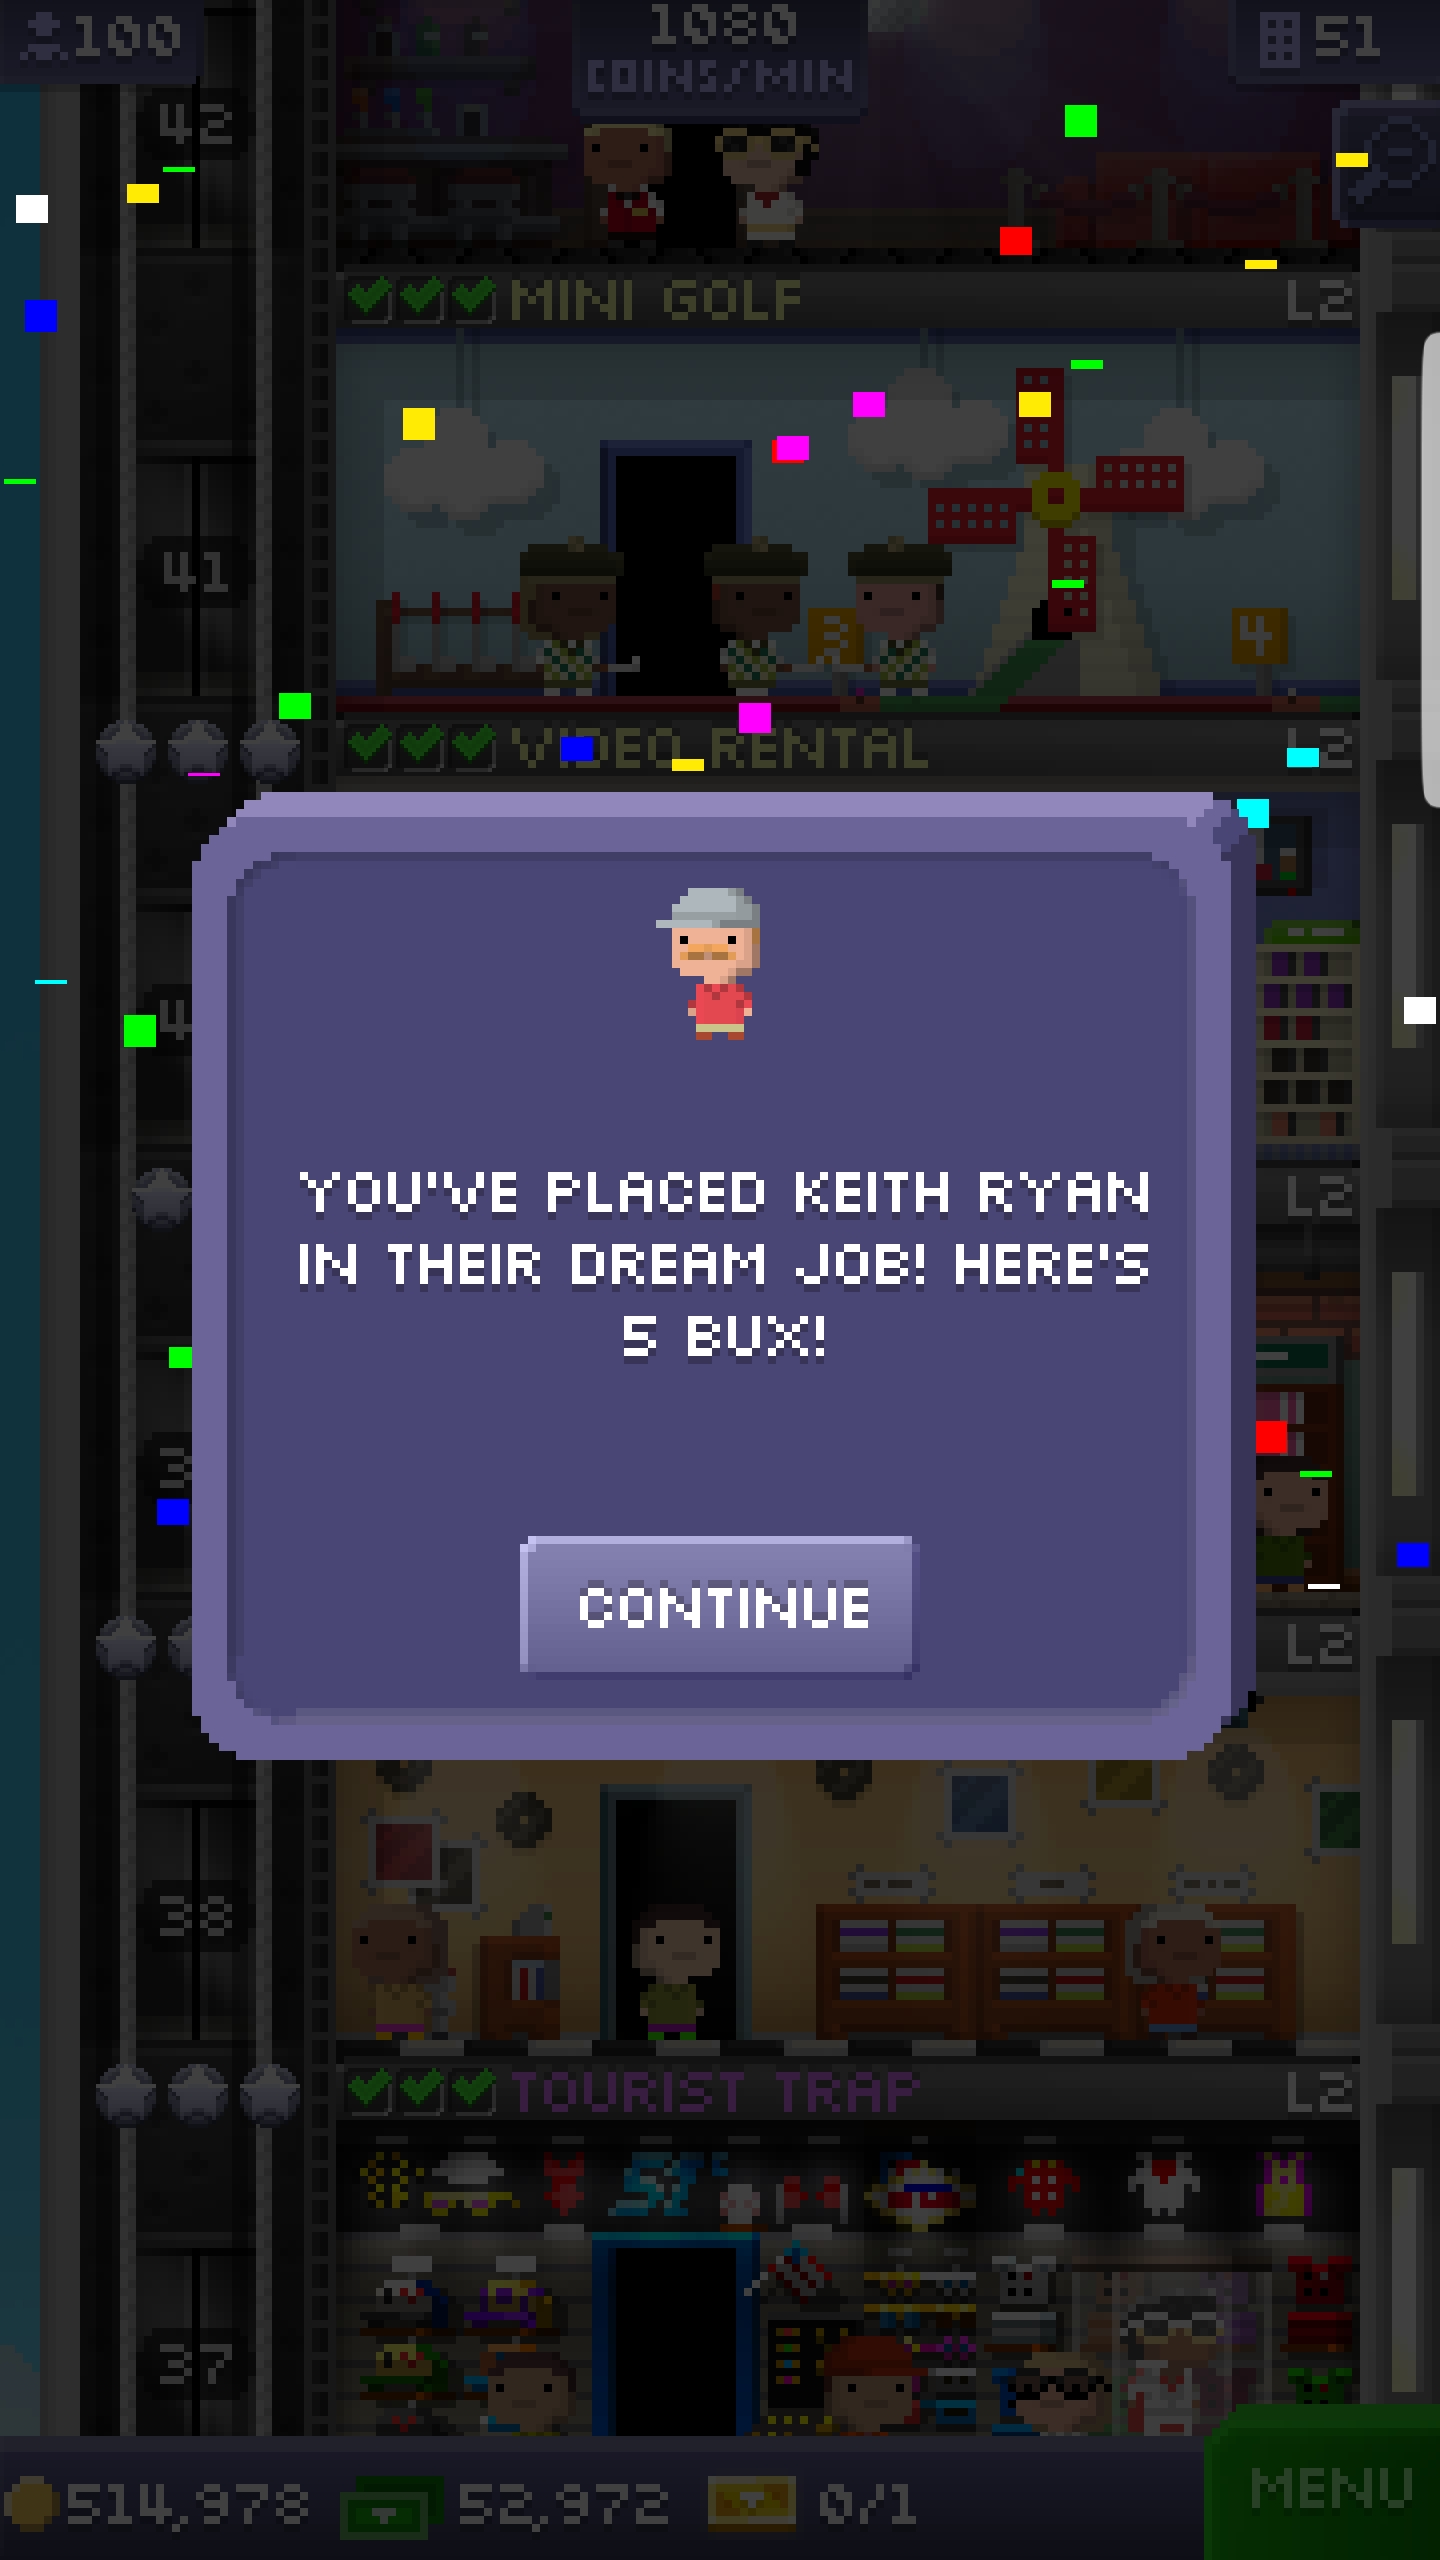 100
1080
COINS/MIN
51
42
MINI GOLF L2
3
4
41
VIDEO RENTAL L2
YOU'VE PLACED KEITH RYAN
IN THEIR DREAM JOB! HERE'S
5 BUX!
CONTINUE
L2
L2
38
TOURIST TRAP L2
SF
37
514,978 52,972 0/1
MENU